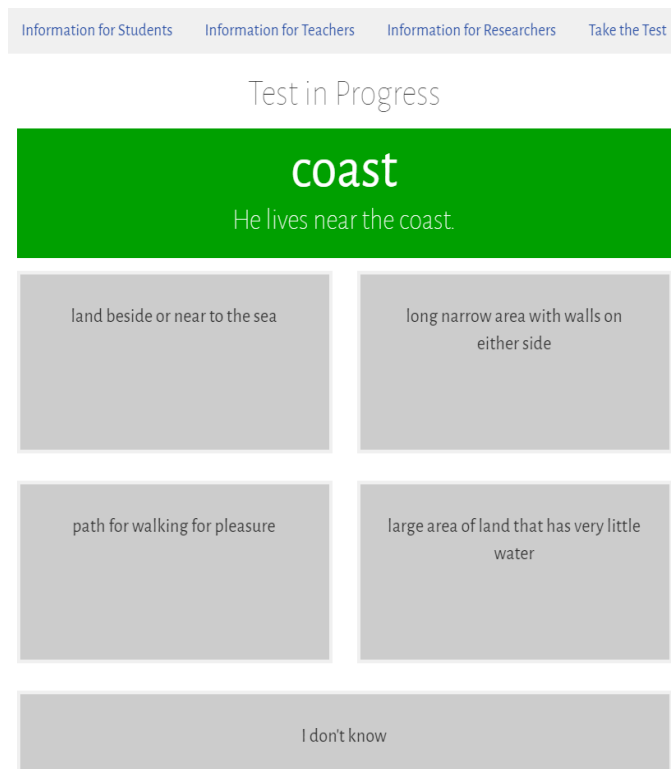 Information for Students Information for Teachers Information for Researchers Take the Test
Test in Progress
coast
He lives near the coast.
land beside or near to the sea
long narrow area with walls on
either side
path for walking for pleasure
large area of land that has very little
water
I don't know